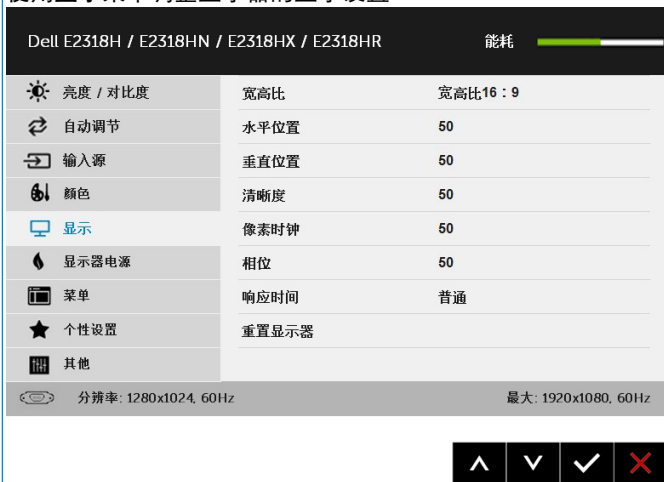 Dell E2318H / E2318HN / E2318HX / E2318HR 能耗
亮度 / 对比度 宽高比 宽高比16：9
自动调节 水平位置 50
输入源 垂直位置 50
颜色 清晰度 50
显示 像素时钟 50
显示器电源 相位 50
菜单 响应时间 普通
个性设置 重置显示器
其他
分辨率: 1280x1024, 60Hz 最大: 1920x1080, 60Hz